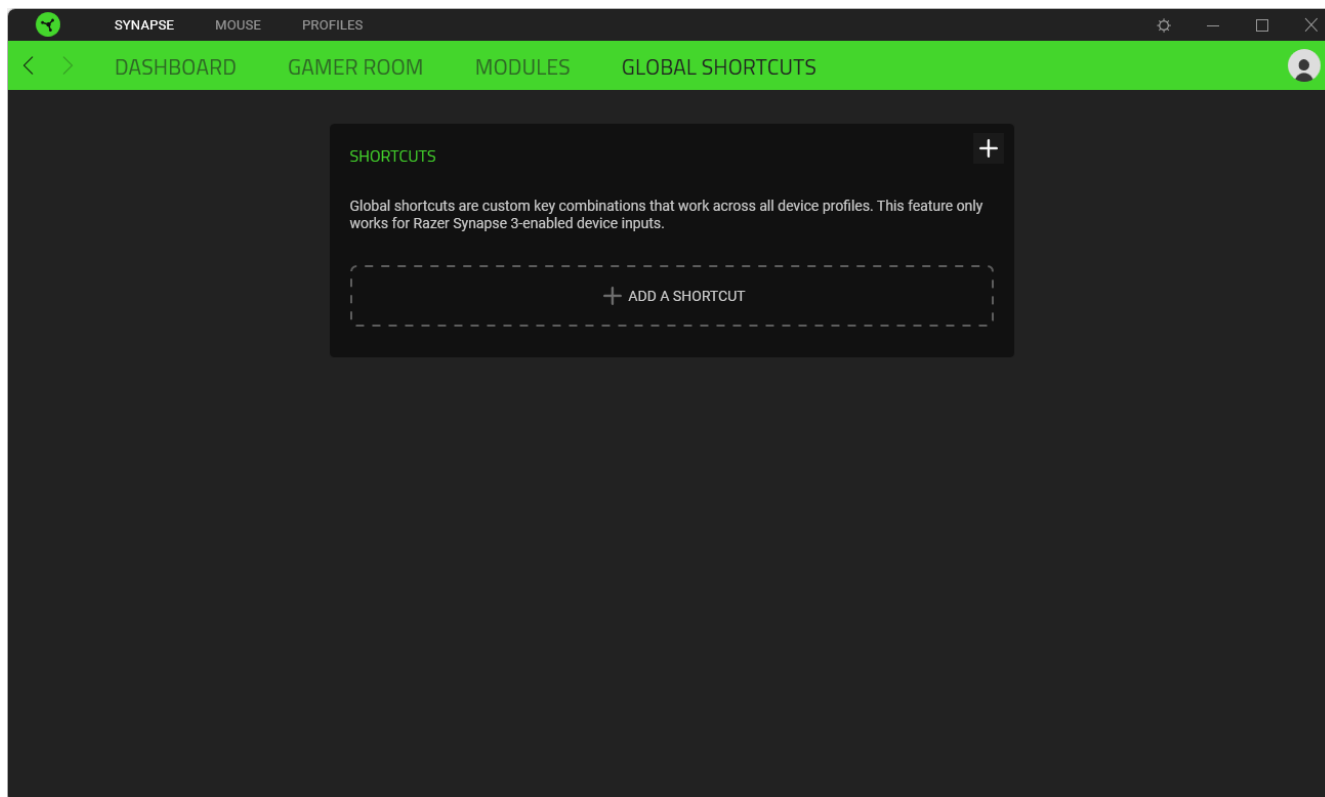 SYNAPSE MOUSE PROFILES
DASHBOARD GAMER ROOM MODULES GLOBAL SHORTCUTS
SHORTCUTS
Global shortcuts are custom key combinations that work across all device profiles. This feature only
works for Razer Synapse 3-enabled device inputs.
ADD A SHORTCUT